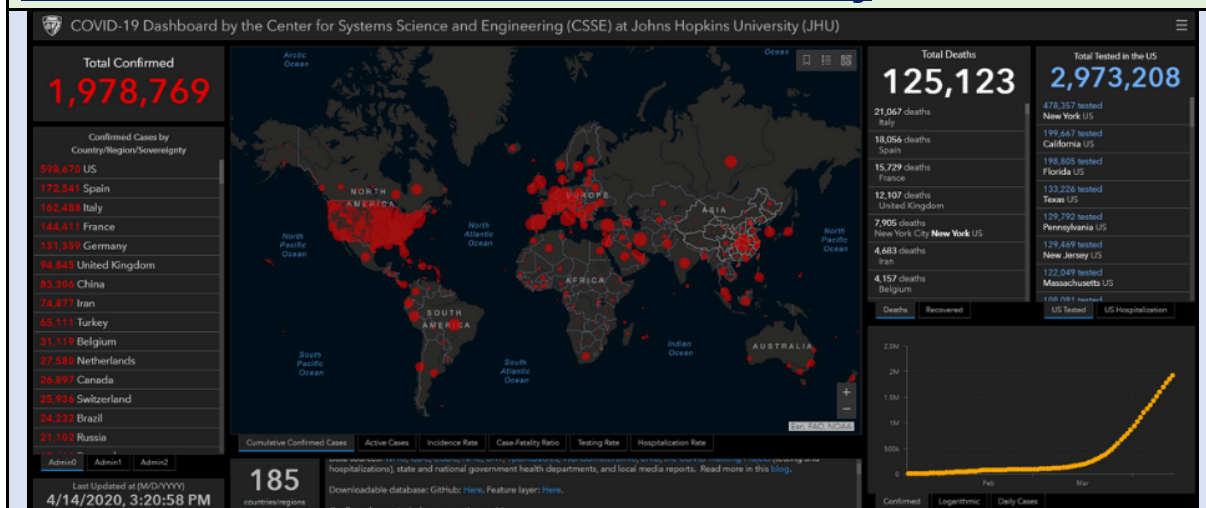 COVID-19 Dashboard by the Center for Systems Science and Engineering (CSSE) at Johns Hopkins University (JHU)
Total Confirmed
1,978,769
Confirmed Cases by
Country/Region/Sovereignty
598,670 US
172,541 Spain
162,488 Italy
144,411 France
131,359 Germany
94,845 United Kingdom
83,306 China
74,877 Iran
65,111 Turkey
31,119 Belgium
27,580 Netherlands
26,897 Canada
25,936 Switzerland
24,232 Brazil
21,102 Russia
Admin0 Admin1 Admin2
Last Updated at (M/D/YYYY)
4/14/2020, 3:20:58 PM
Arctic
Ocean
Ocean
NORTH
AMERICA
EUROPE
ASIA
North
Pacific
Ocean
North
Atlantic
Ocean
North
Pacific
Ocean
AFRICA
SOUTH
AMERICA
Indian
Ocean
AUSTRALIA
South
Pacific
Ocean
South
Atlantic
Ocean
+
−
Esri, FAO, NOAA
Cumulative Confirmed Cases Active Cases Incidence Rate Case-Fatality Ratio Testing Rate Hospitalization Rate
185
countries/regions
hospitalizations), state and national government health departments, and local media reports. Read more in this blog.
Downloadable database: GitHub: Here. Feature layer: Here.
Total Deaths
125,123
21,067 deaths
Italy
18,056 deaths
Spain
15,729 deaths
France
12,107 deaths
United Kingdom
7,905 deaths
New York City New York US
4,683 deaths
Iran
4,157 deaths
Belgium
Deaths Recovered
Total Tested in the US
2,973,208
478,357 tested
New York US
199,667 tested
California US
198,805 tested
Florida US
133,226 tested
Texas US
129,792 tested
Pennsylvania US
129,469 tested
New Jersey US
122,049 tested
Massachusetts US
US Tested US Hospitalization
2.5M
2M
1.5M
1M
500k
0
Feb Mar
Confirmed Logarithmic Daily Cases